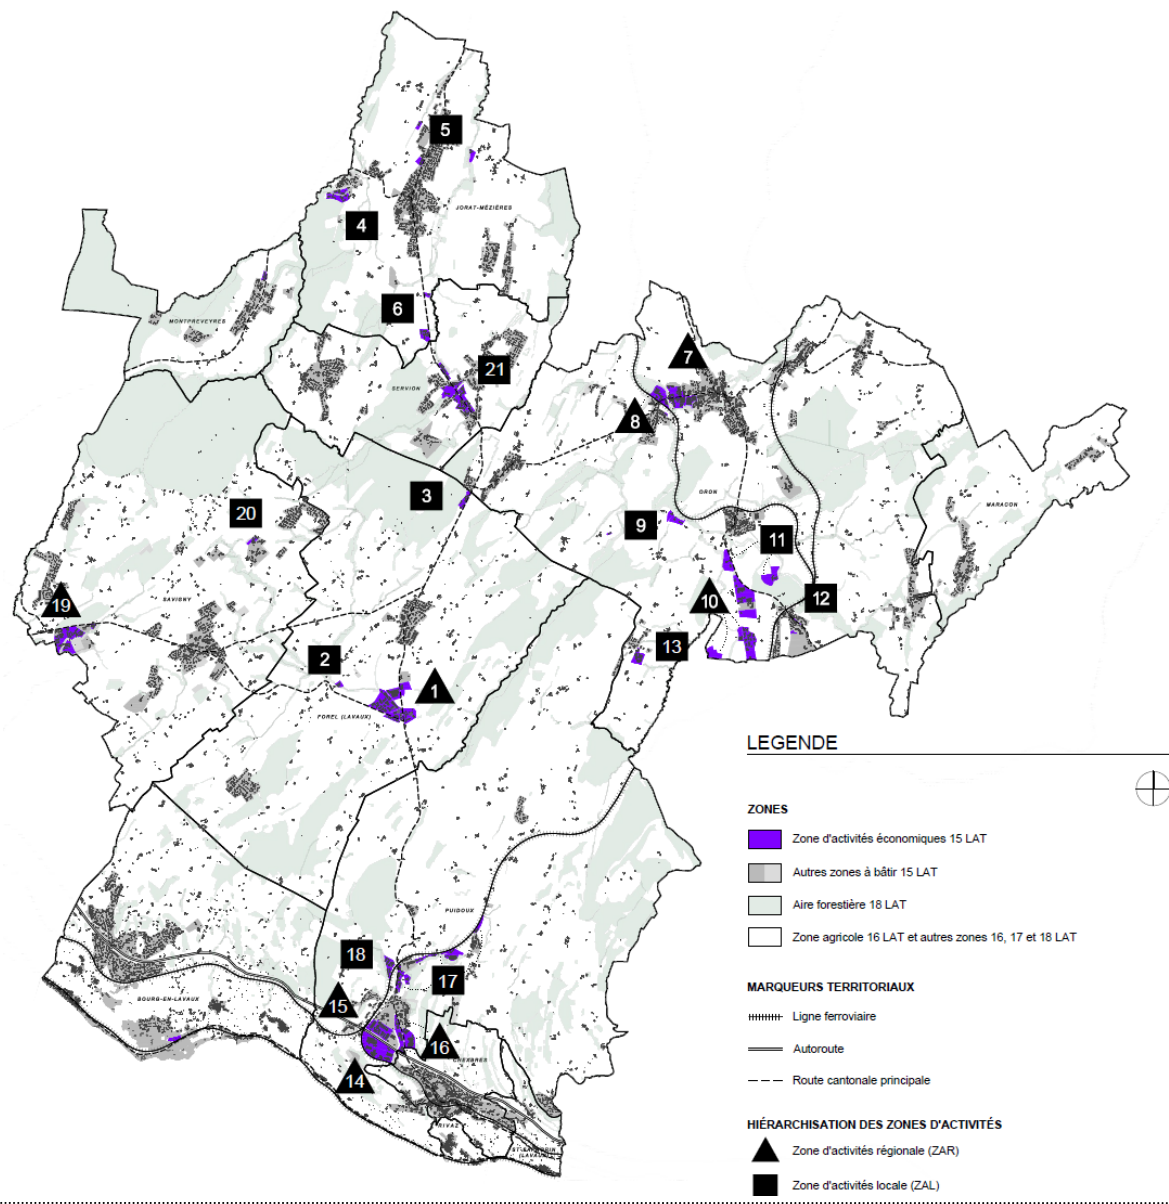 5
JORAT-MÉZIÈRES
4
6
MONTPREVEYRES
7
21
SERVION
8
3
ORON
20
9
MARACON
11
19
SAVIGNY
10
12
13
2
1
FOREL (LAVAUX)
LEGENDE
ZONES
Zone d'activités économiques 15 LAT
Autres zones à bâtir 15 LAT
Aire forestière 18 LAT
Zone agricole 16 LAT et autres zones 16, 17 et 18 LAT
PUIDOUX
18
17
15
BOURG-EN-LAVAUX
16
CHEXBRES
14
RIVAZ
ST-SAPHORIN
(LAVAUX)
MARQUEURS TERRITORIAUX
Ligne ferroviaire
Autoroute
Route cantonale principale
HIÉRARCHISATION DES ZONES D'ACTIVITÉS
Zone d'activités régionale (ZAR)
Zone d'activités locale (ZAL)